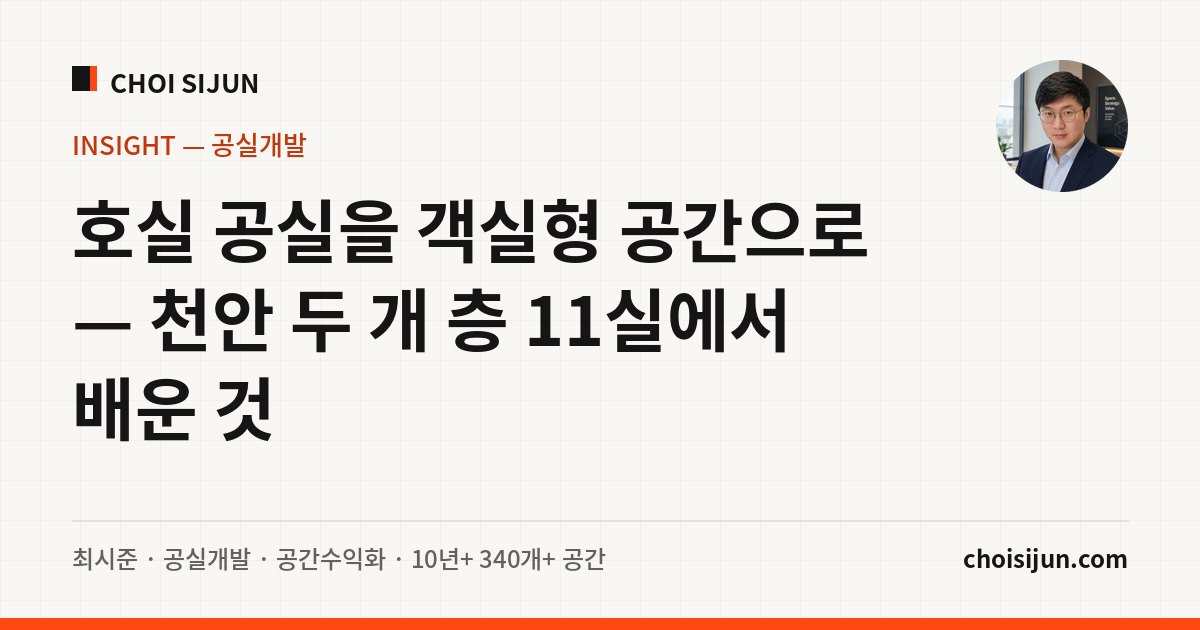 CHOI SIJUN
INSIGHT — 공실개발
호실 공실을 객실형 공간으로
— 천안 두 개 층 11실에서
배운 것
최시준 · 공실개발 · 공간수익화 · 10년+ 340개+ 공간
choisijun.com